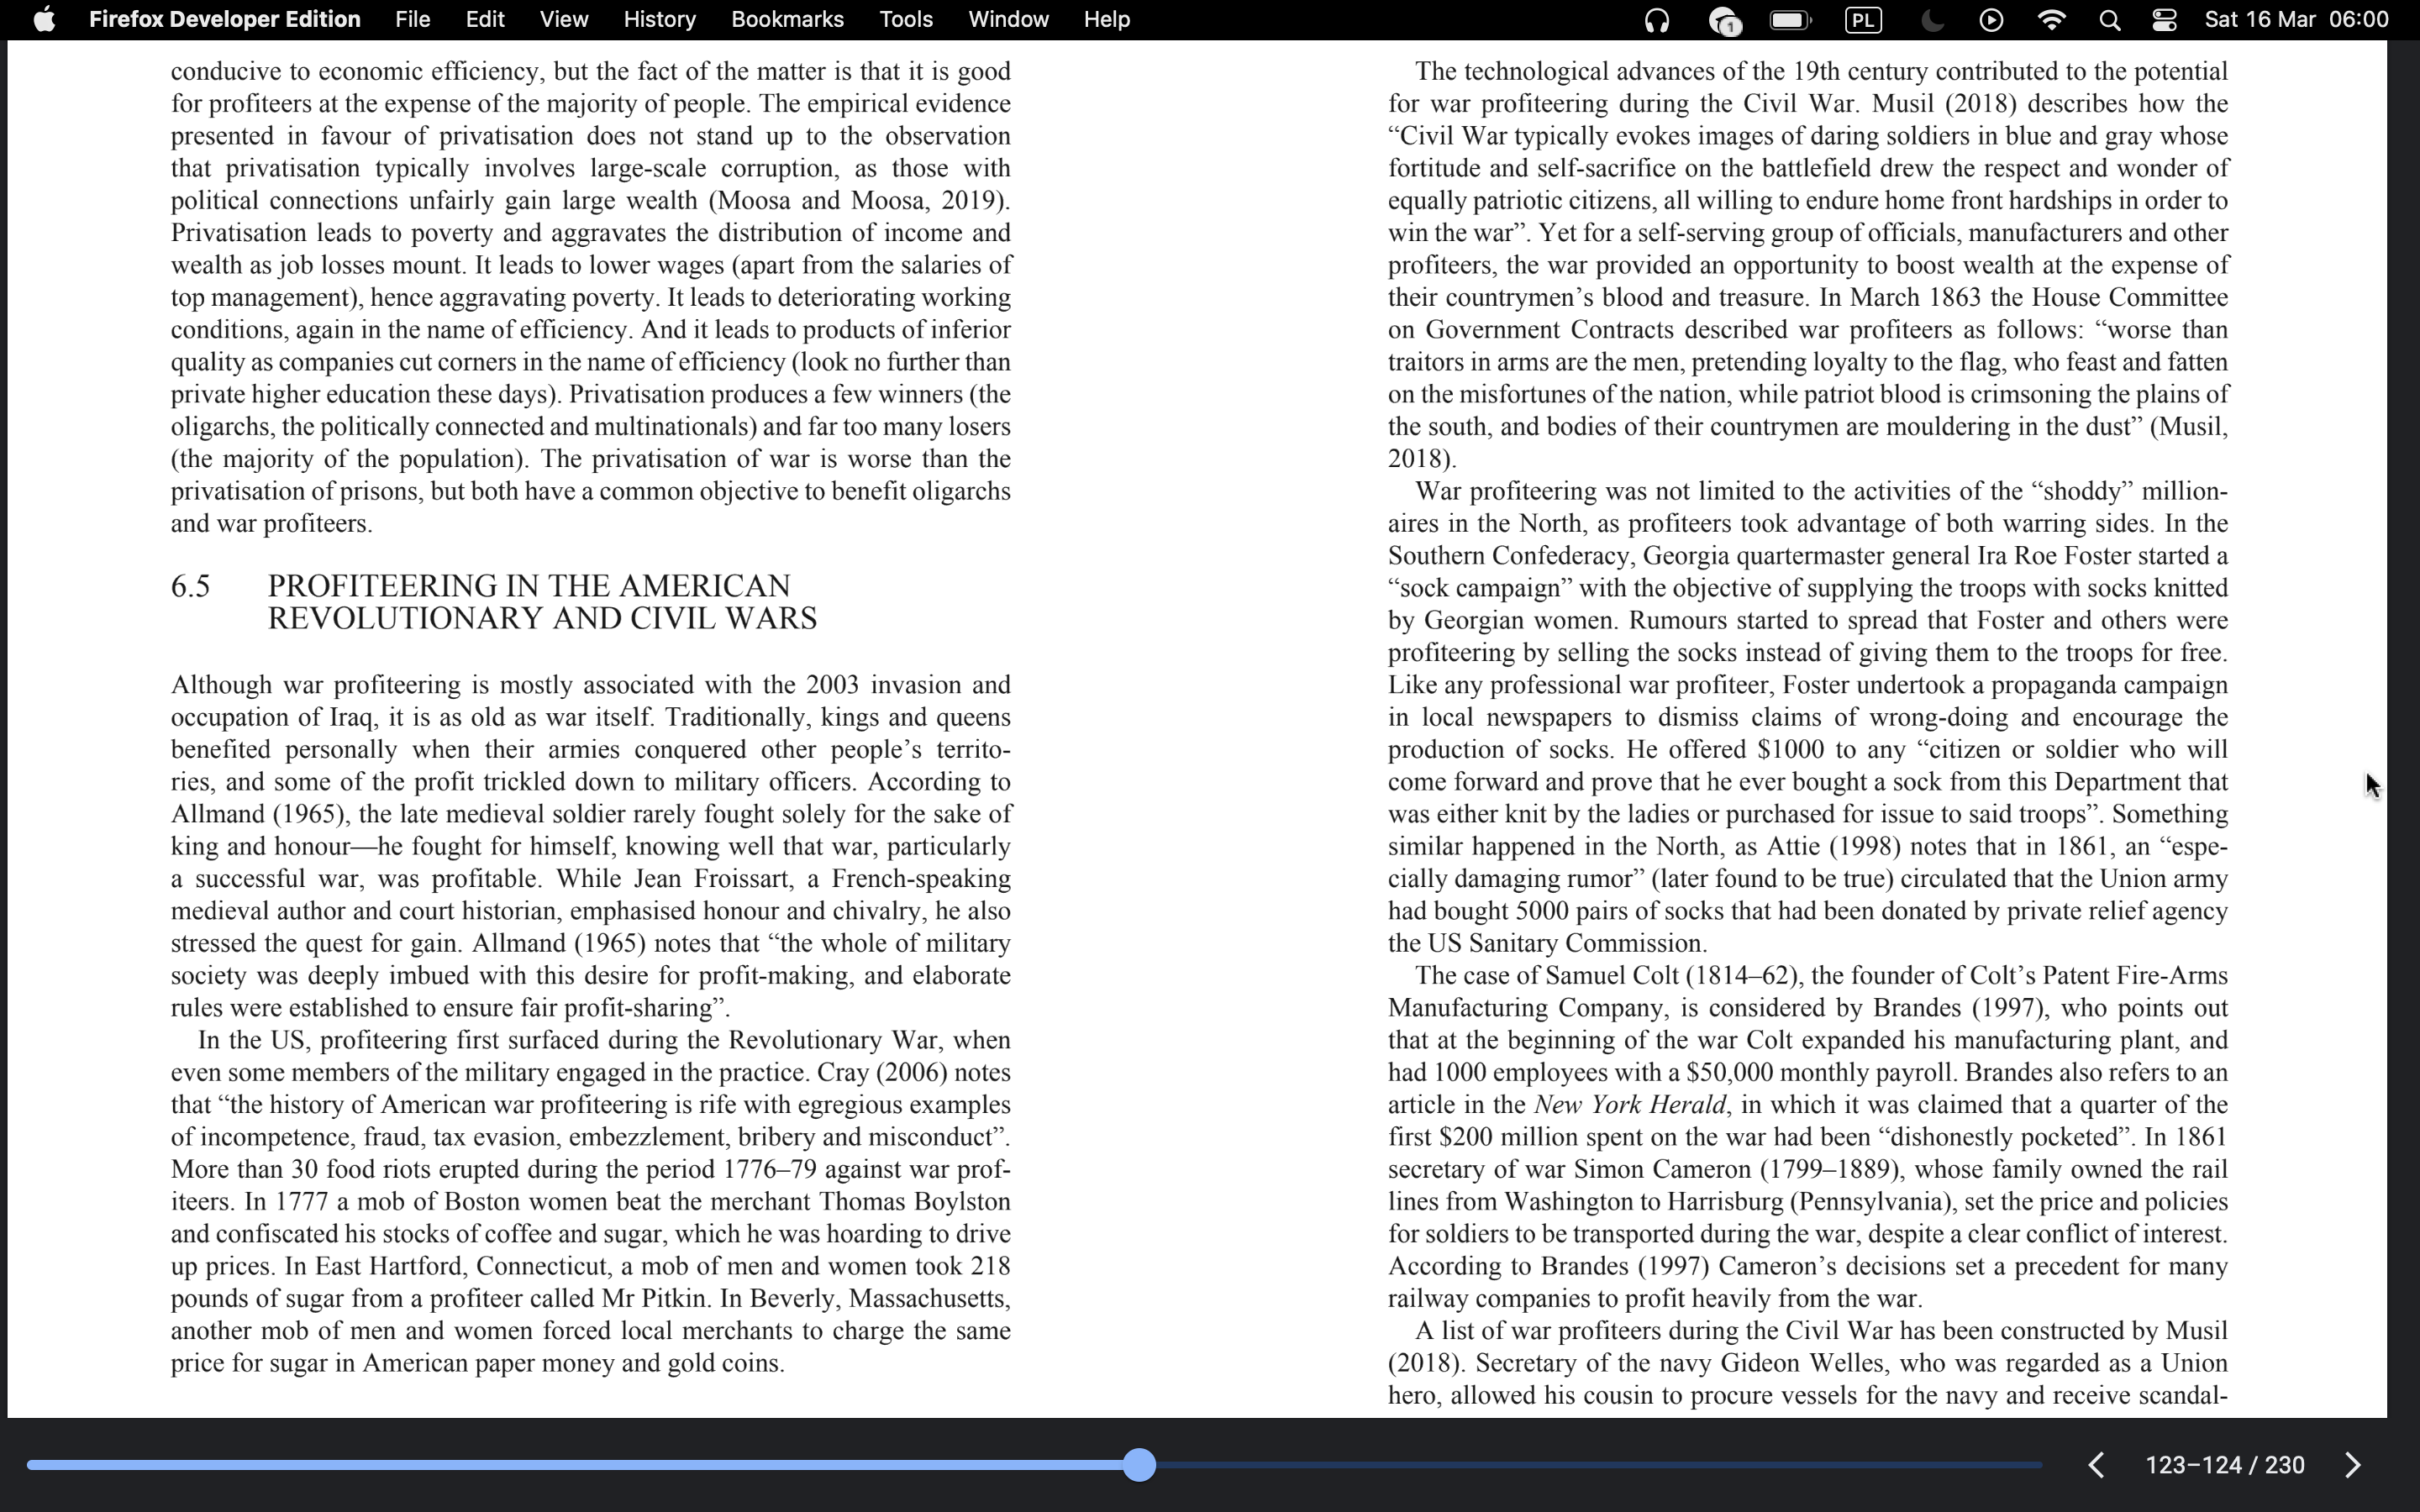 Firefox Developer Edition File Edit View History Bookmarks Tools Window Help 1 PL Sat 16 Mar 06:00
conducive to economic efficiency, but the fact of the matter is that it is good
for profiteers at the expense of the majority of people. The empirical evidence
presented in favour of privatisation does not stand up to the observation
that privatisation typically involves large-scale corruption, as those with
political connections unfairly gain large wealth (Moosa and Moosa, 2019).
Privatisation leads to poverty and aggravates the distribution of income and
wealth as job losses mount. It leads to lower wages (apart from the salaries of
top management), hence aggravating poverty. It leads to deteriorating working
conditions, again in the name of efficiency. And it leads to products of inferior
quality as companies cut corners in the name of efficiency (look no further than
private higher education these days). Privatisation produces a few winners (the
oligarchs, the politically connected and multinationals) and far too many losers
(the majority of the population). The privatisation of war is worse than the
privatisation of prisons, but both have a common objective to benefit oligarchs
and war profiteers.
6.5 PROFITEERING IN THE AMERICAN
REVOLUTIONARY AND CIVIL WARS
Although war profiteering is mostly associated with the 2003 invasion and
occupation of Iraq, it is as old as war itself. Traditionally, kings and queens
benefited personally when their armies conquered other people’s territo-
ries, and some of the profit trickled down to military officers. According to
Allmand (1965), the late medieval soldier rarely fought solely for the sake of
king and honour—he fought for himself, knowing well that war, particularly
a successful war, was profitable. While Jean Froissart, a French-speaking
medieval author and court historian, emphasised honour and chivalry, he also
stressed the quest for gain. Allmand (1965) notes that “the whole of military
society was deeply imbued with this desire for profit-making, and elaborate
rules were established to ensure fair profit-sharing”.
In the US, profiteering first surfaced during the Revolutionary War, when
even some members of the military engaged in the practice. Cray (2006) notes
that “the history of American war profiteering is rife with egregious examples
of incompetence, fraud, tax evasion, embezzlement, bribery and misconduct”.
More than 30 food riots erupted during the period 1776–79 against war prof-
iteers. In 1777 a mob of Boston women beat the merchant Thomas Boylston
and confiscated his stocks of coffee and sugar, which he was hoarding to drive
up prices. In East Hartford, Connecticut, a mob of men and women took 218
pounds of sugar from a profiteer called Mr Pitkin. In Beverly, Massachusetts,
another mob of men and women forced local merchants to charge the same
price for sugar in American paper money and gold coins.
The technological advances of the 19th century contributed to the potential
for war profiteering during the Civil War. Musil (2018) describes how the
“Civil War typically evokes images of daring soldiers in blue and gray whose
fortitude and self-sacrifice on the battlefield drew the respect and wonder of
equally patriotic citizens, all willing to endure home front hardships in order to
win the war”. Yet for a self-serving group of officials, manufacturers and other
profiteers, the war provided an opportunity to boost wealth at the expense of
their countrymen’s blood and treasure. In March 1863 the House Committee
on Government Contracts described war profiteers as follows: “worse than
traitors in arms are the men, pretending loyalty to the flag, who feast and fatten
on the misfortunes of the nation, while patriot blood is crimsoning the plains of
the south, and bodies of their countrymen are mouldering in the dust” (Musil,
2018).
War profiteering was not limited to the activities of the “shoddy” million-
aires in the North, as profiteers took advantage of both warring sides. In the
Southern Confederacy, Georgia quartermaster general Ira Roe Foster started a
“sock campaign” with the objective of supplying the troops with socks knitted
by Georgian women. Rumours started to spread that Foster and others were
profiteering by selling the socks instead of giving them to the troops for free.
Like any professional war profiteer, Foster undertook a propaganda campaign
in local newspapers to dismiss claims of wrong-doing and encourage the
production of socks. He offered $1000 to any “citizen or soldier who will
come forward and prove that he ever bought a sock from this Department that
was either knit by the ladies or purchased for issue to said troops”. Something
similar happened in the North, as Attie (1998) notes that in 1861, an “espe-
cially damaging rumor” (later found to be true) circulated that the Union army
had bought 5000 pairs of socks that had been donated by private relief agency
the US Sanitary Commission.
The case of Samuel Colt (1814–62), the founder of Colt’s Patent Fire-Arms
Manufacturing Company, is considered by Brandes (1997), who points out
that at the beginning of the war Colt expanded his manufacturing plant, and
had 1000 employees with a $50,000 monthly payroll. Brandes also refers to an
article in the New York Herald, in which it was claimed that a quarter of the
first $200 million spent on the war had been “dishonestly pocketed”. In 1861
secretary of war Simon Cameron (1799–1889), whose family owned the rail
lines from Washington to Harrisburg (Pennsylvania), set the price and policies
for soldiers to be transported during the war, despite a clear conflict of interest.
According to Brandes (1997) Cameron’s decisions set a precedent for many
railway companies to profit heavily from the war.
A list of war profiteers during the Civil War has been constructed by Musil
(2018). Secretary of the navy Gideon Welles, who was regarded as a Union
hero, allowed his cousin to procure vessels for the navy and receive scandal-
123–124 / 230